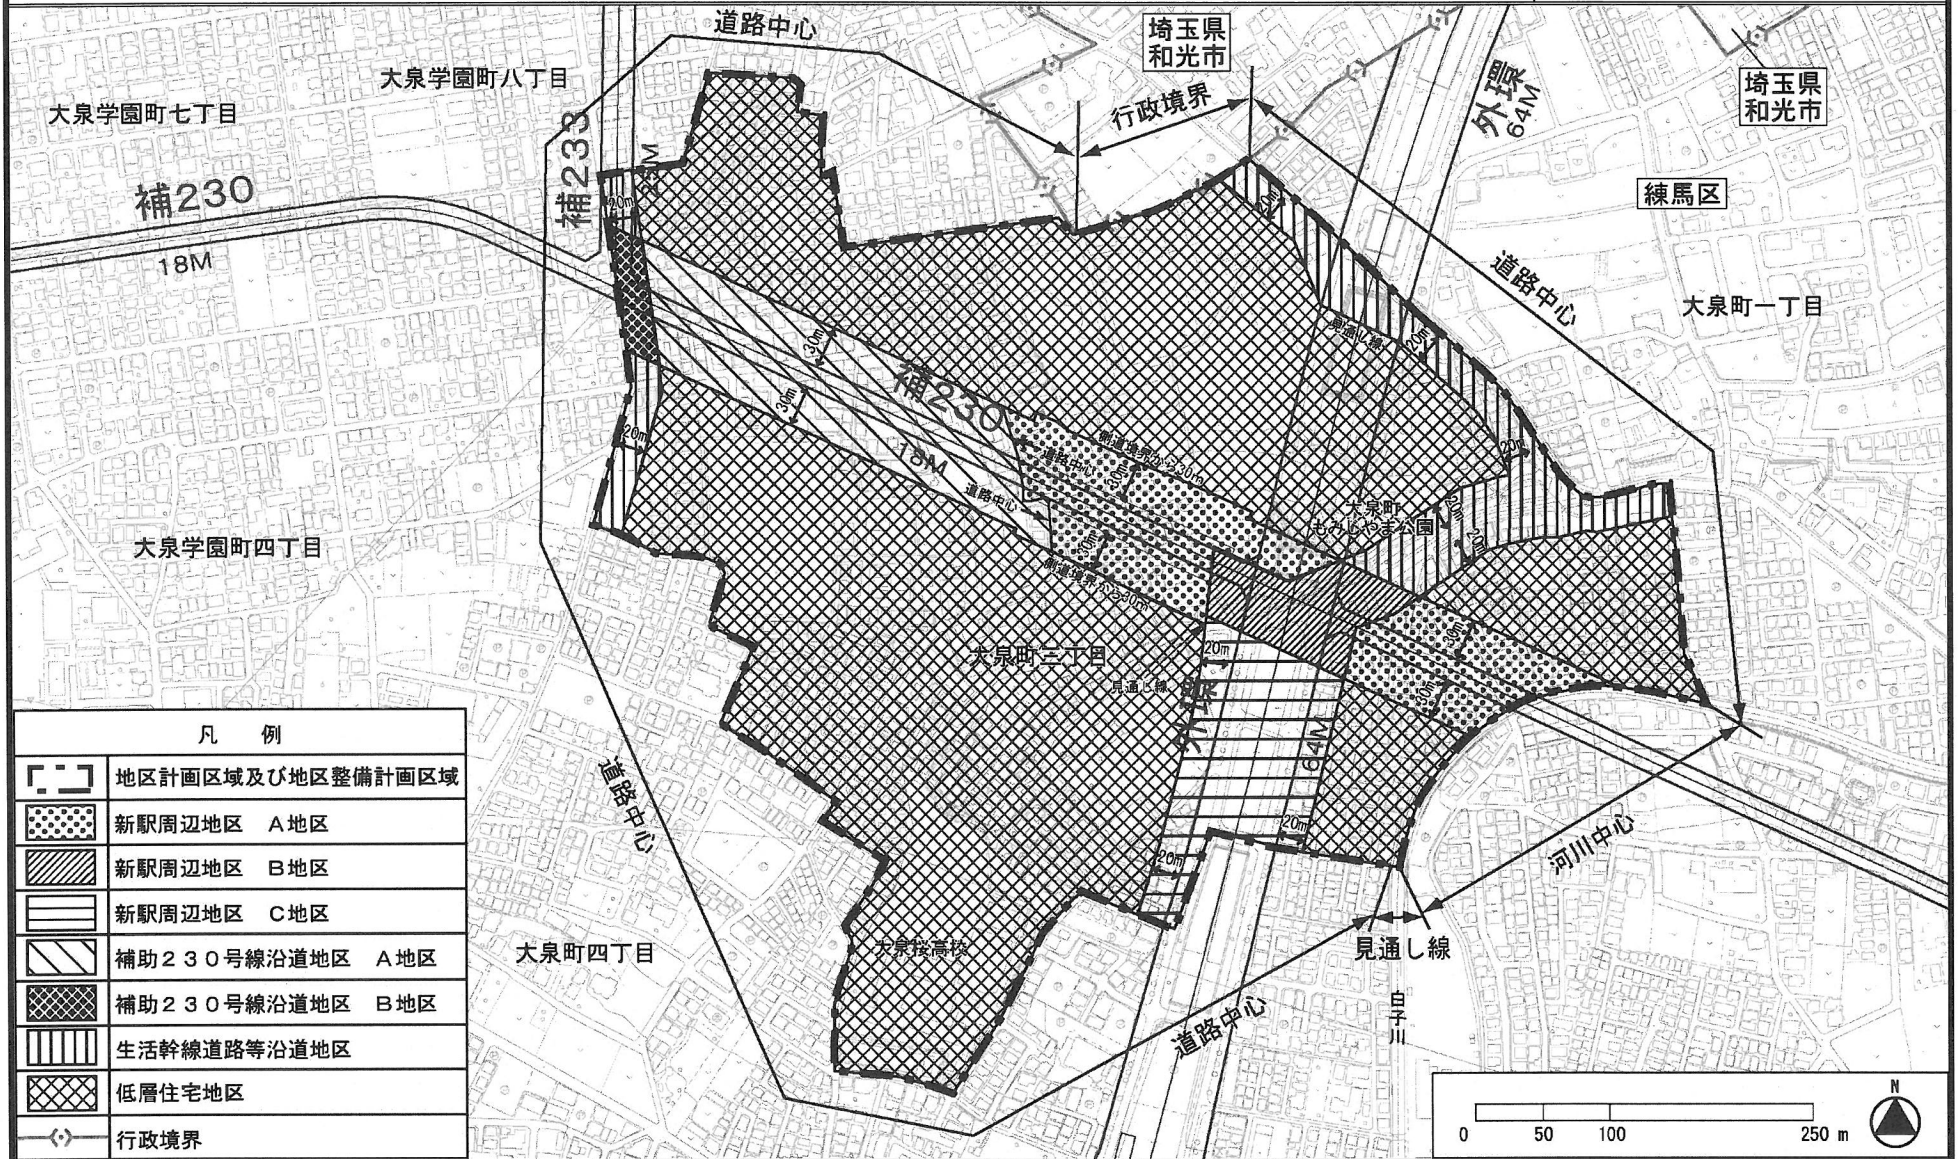 道路中心
埼玉県
和光市
大泉学園町八丁目
大泉学園町七丁目
行政境界
外環
64M
埼玉県
和光市
補233
25M
補230
18M
20m
20m
練馬区
道路中心
大泉町一丁目
見通し線
20m
30m
30m
補230
18M
側道境界から30m
道路中心
30m
道路中心
20m
20m
大泉町
もみじやま公園
20m
20m
30m
側道境界から30m
大泉学園町四丁目
大泉町三丁目
20m
見通し線
外環
64M
30m
30m
道路中心
20m
20m
河川中心
大泉町四丁目
大泉桜高校
見通し線
白子川
道路中心
凡 例
地区計画区域及び地区整備計画区域
新駅周辺地区 A地区
新駅周辺地区 B地区
新駅周辺地区 C地区
補助230号線沿道地区 A地区
補助230号線沿道地区 B地区
生活幹線道路等沿道地区
低層住宅地区
行政境界
N
0 50 100 250 m